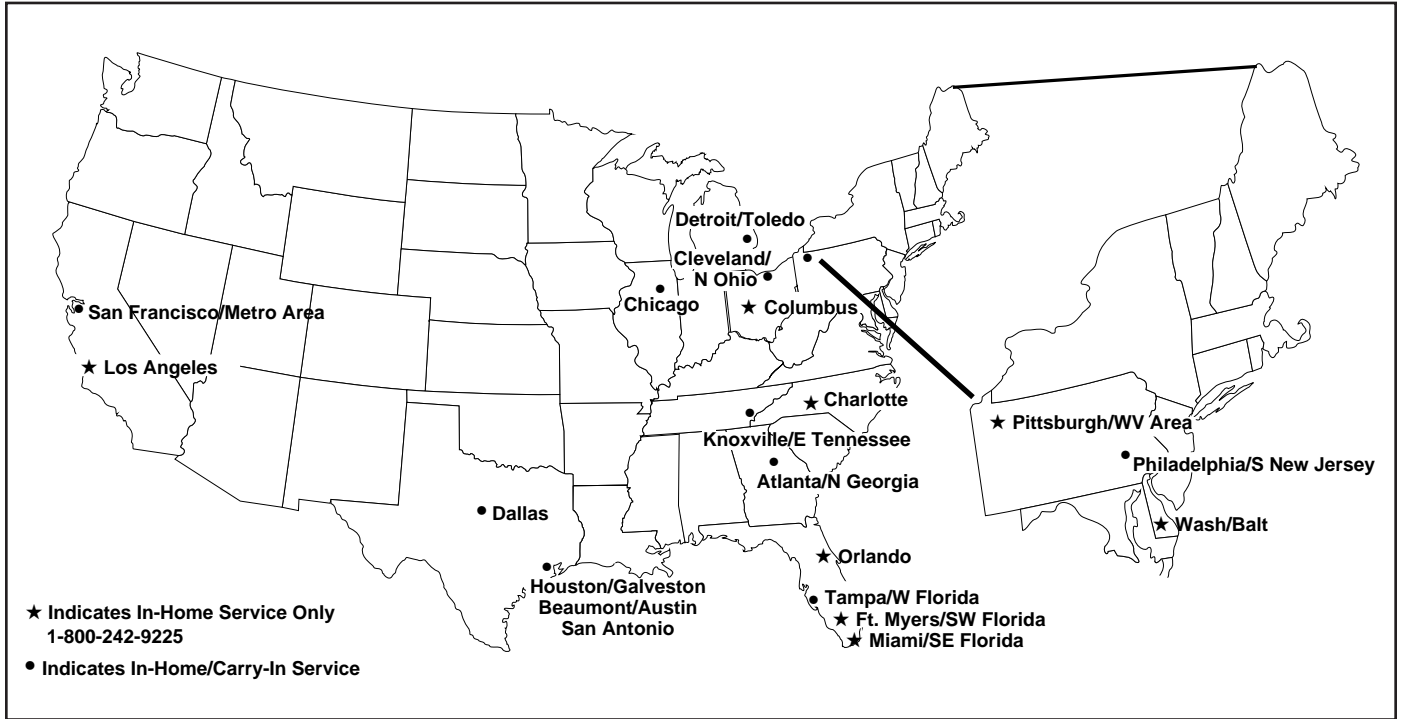 Detroit/Toledo
Cleveland/
N Ohio
Chicago
Columbus
San Francisco/Metro Area
Los Angeles
Charlotte
Knoxville/E Tennessee
Atlanta/N Georgia
Pittsburgh/WV Area
Philadelphia/S New Jersey
Wash/Balt
Dallas
Orlando
Houston/Galveston
Beaumont/Austin
San Antonio
Tampa/W Florida
Ft. Myers/SW Florida
Miami/SE Florida
★ Indicates In-Home Service Only
1-800-242-9225
• Indicates In-Home/Carry-In Service